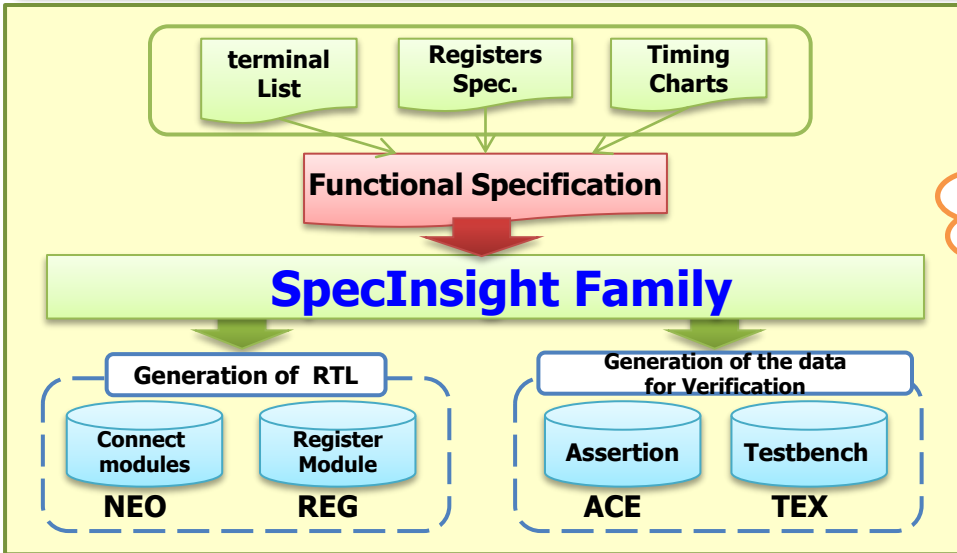 terminal
List
Registers
Spec.
Timing
Charts
Functional Specification
SpecInsight Family
Generation of RTL
Connect
modules
NEO
Register
Module
REG
Generation of the data
for Verification
Assertion
ACE
Testbench
TEX